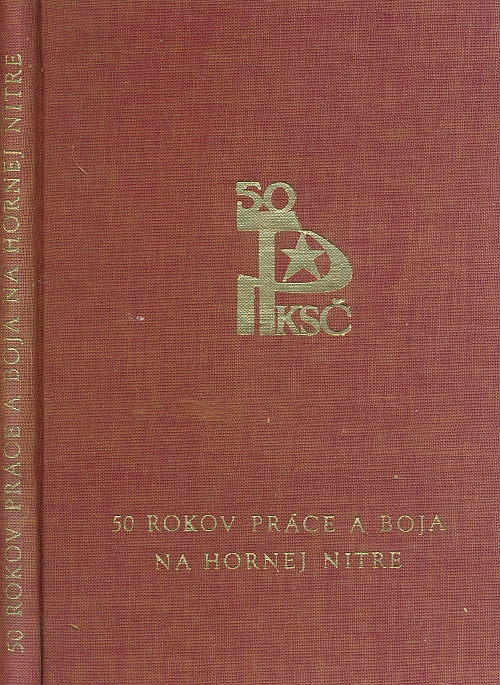 50 ROKOV PRÁCE A BOJA NA HORNEJ NITRE
50
KSČ
50 ROKOV PRÁCE A BOJA
NA HORNEJ NITRE